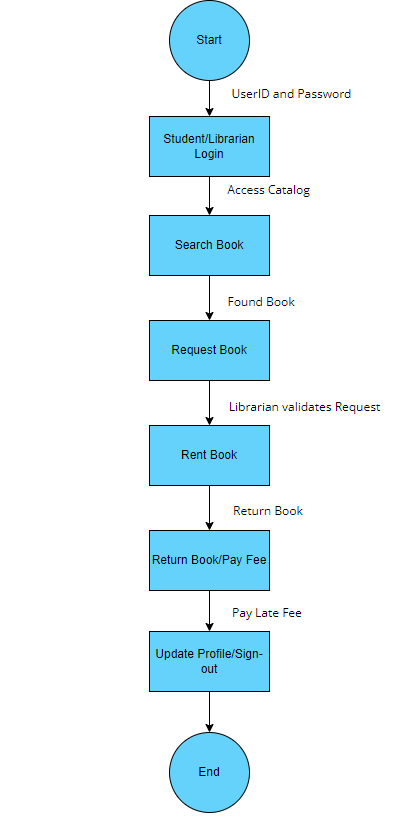 Start
UserID and Password
Student/Librarian
Login
Access Catalog
Search Book
Found Book
Request Book
Librarian validates Request
Rent Book
Return Book
Return Book/Pay Fee
Pay Late Fee
Update Profile/Sign-
out
End